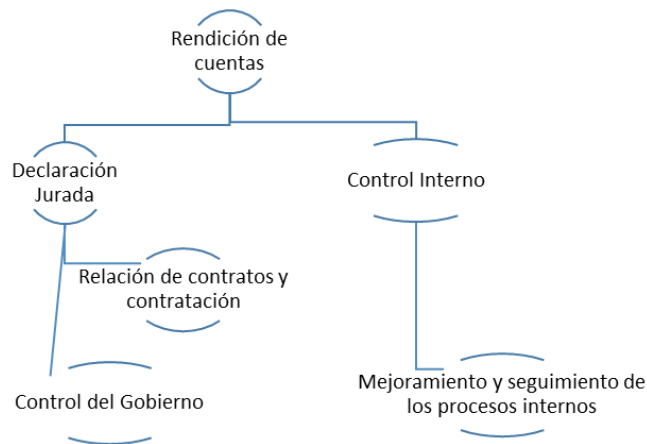 Rendición de
cuentas
Declaración
Jurada
Control Interno
Relación de contratos y
contratación
Control del Gobierno
Mejoramiento y seguimiento de
los procesos internos